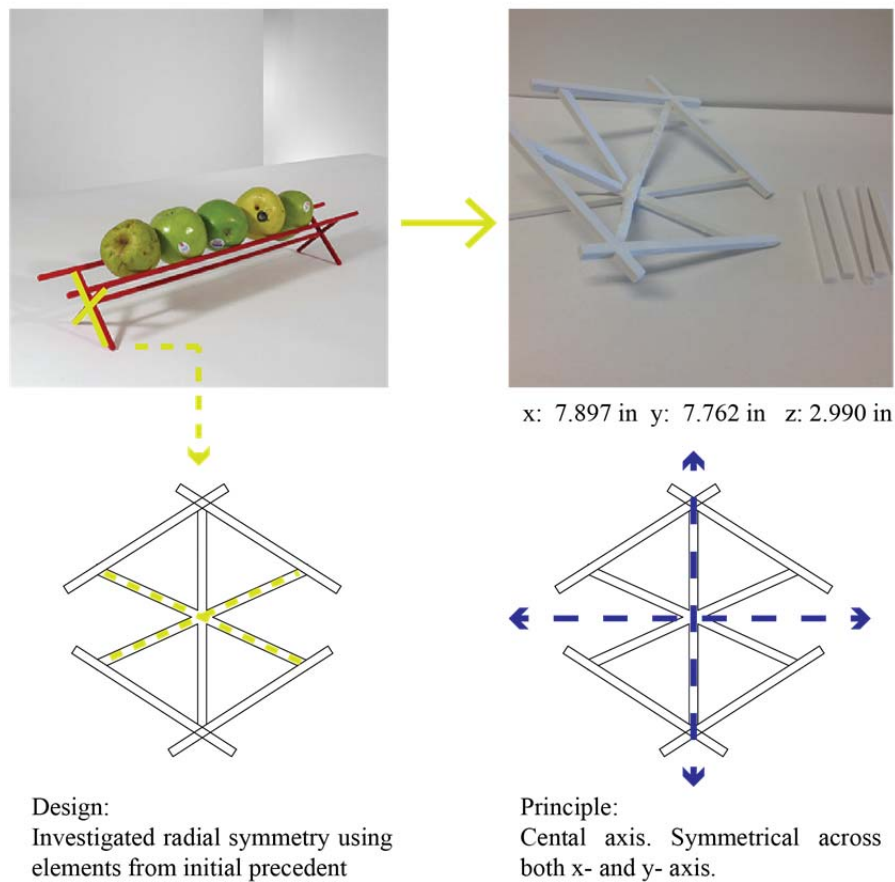 x: 7.897 in y: 7.762 in z: 2.990 in
Design:
Investigated radial symmetry using
elements from initial precedent
Principle:
Cental axis. Symmetrical across
both x- and y- axis.